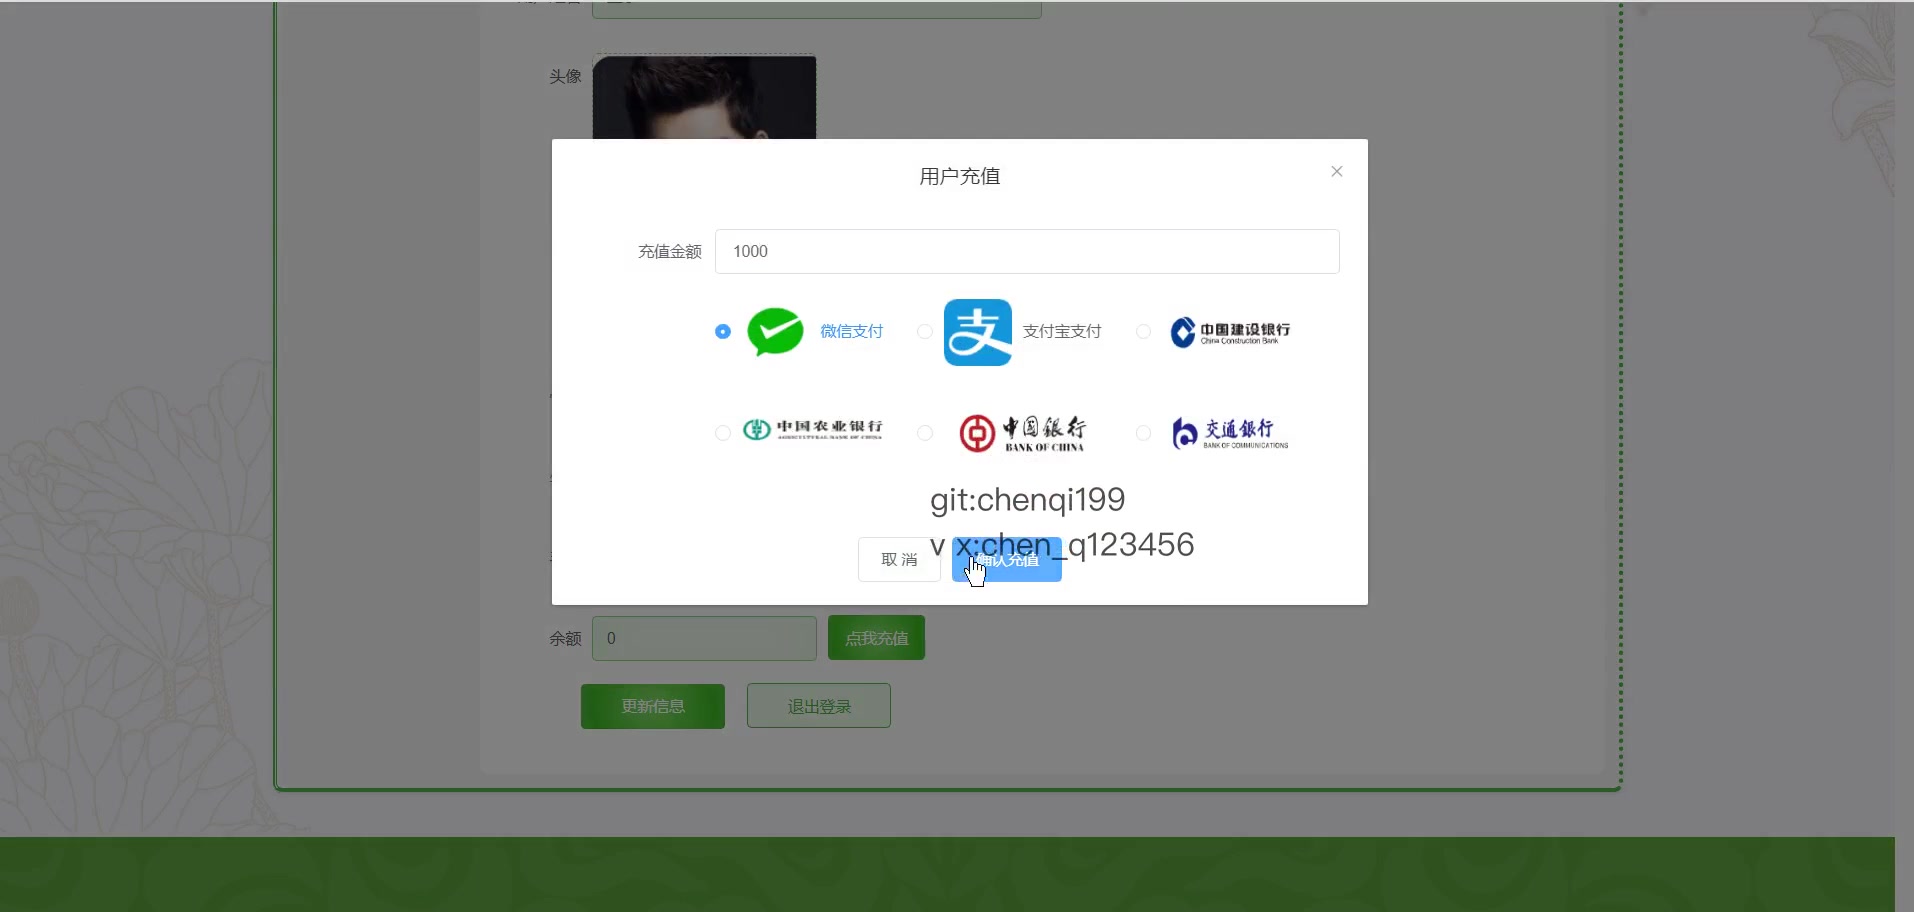 头像
用户充值
充值金额 1000
微信支付 支付宝支付 中国建设银行
China Construction Bank
中国农业银行 中国银行 交通银行
AGRICULTURAL BANK OF CHINA BANK OF CHINA BANK OF COMMUNICATIONS
git:chenqi199
v x:chen_q123456
取 消 确认充值
余额 0 点我充值
更新信息 退出登录